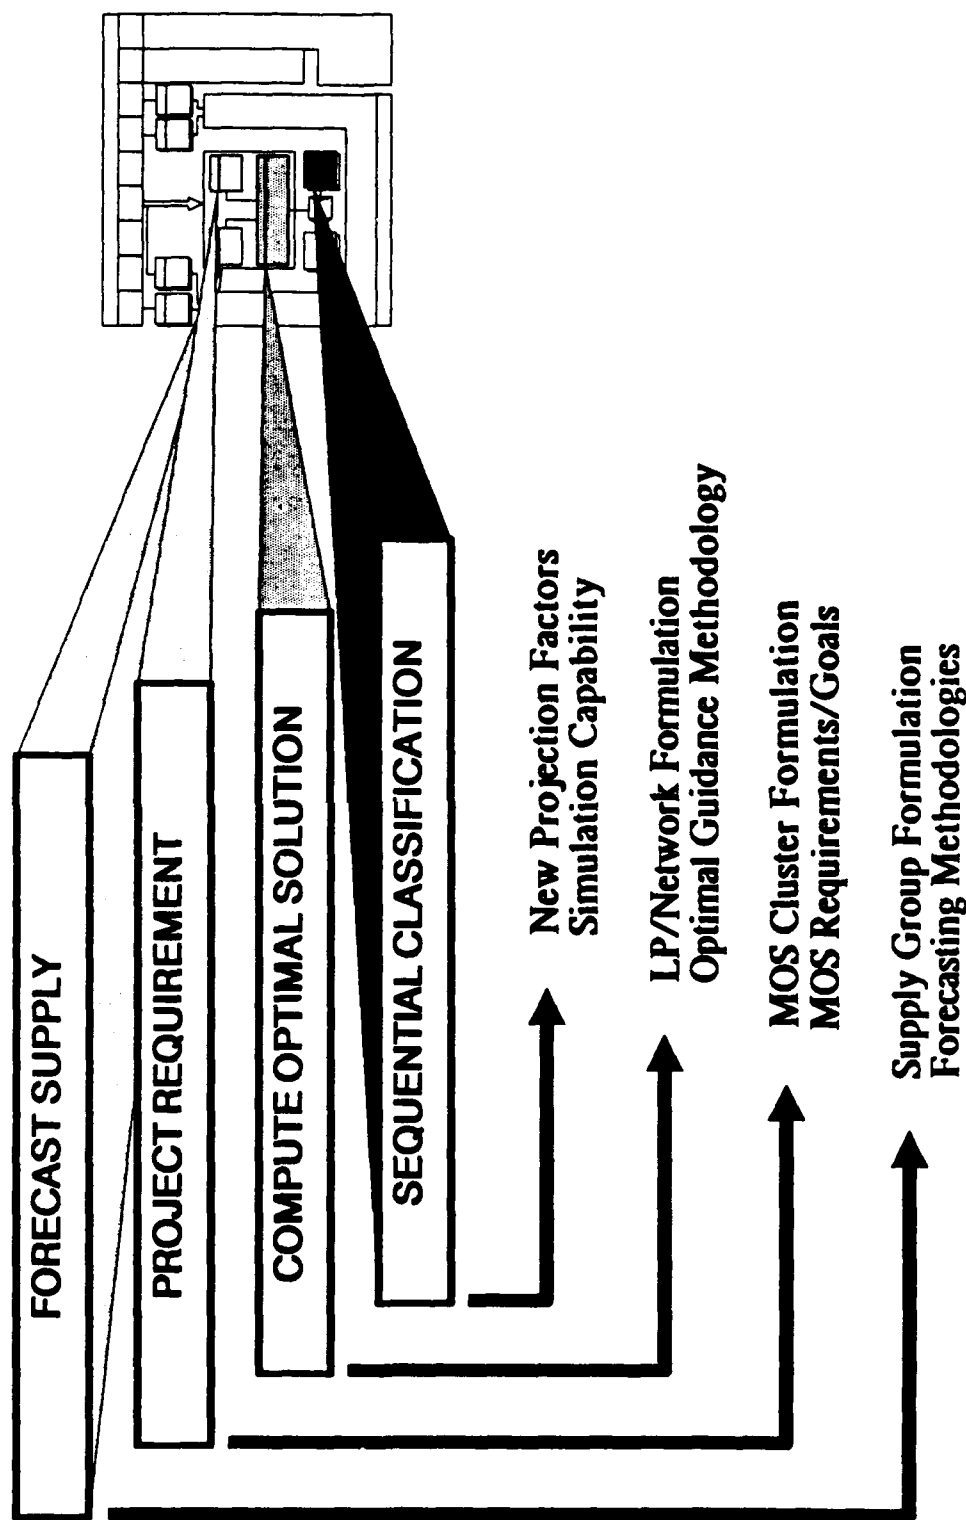 FORECAST SUPPLY
PROJECT REQUIREMENT
COMPUTE OPTIMAL SOLUTION
SEQUENTIAL CLASSIFICATION
New Projection Factors
Simulation Capability
LP/Network Formulation
Optimal Guidance Methodology
MOS Cluster Formulation
MOS Requirements/Goals
Supply Group Formulation
Forecasting Methodologies